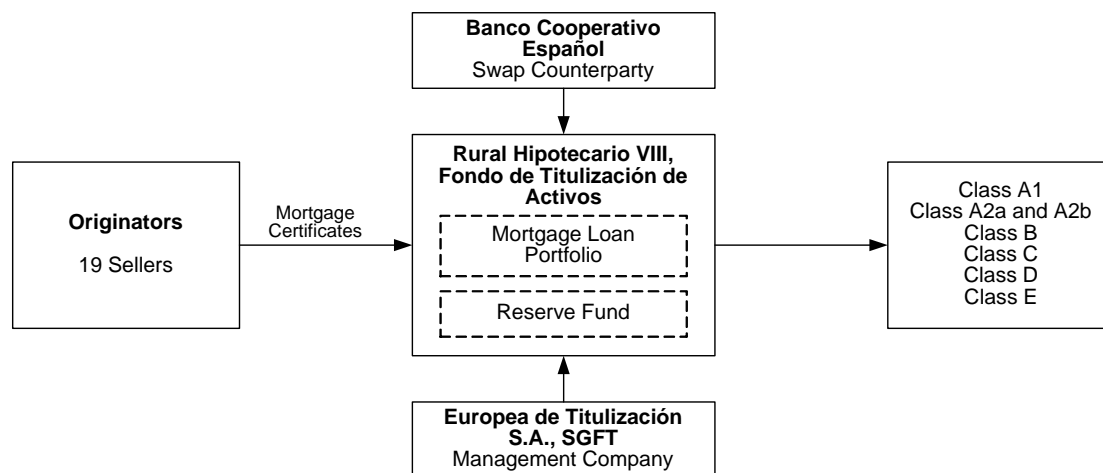 Banco Cooperativo
Español
Swap Counterparty
Originators
19 Sellers
Mortgage
Certificates
Rural Hipotecario VIII,
Fondo de Titulización de
Activos
Mortgage Loan
Portfolio
Reserve Fund
Class A1
Class A2a and A2b
Class B
Class C
Class D
Class E
Europea de Titulización
S.A., SGFT
Management Company